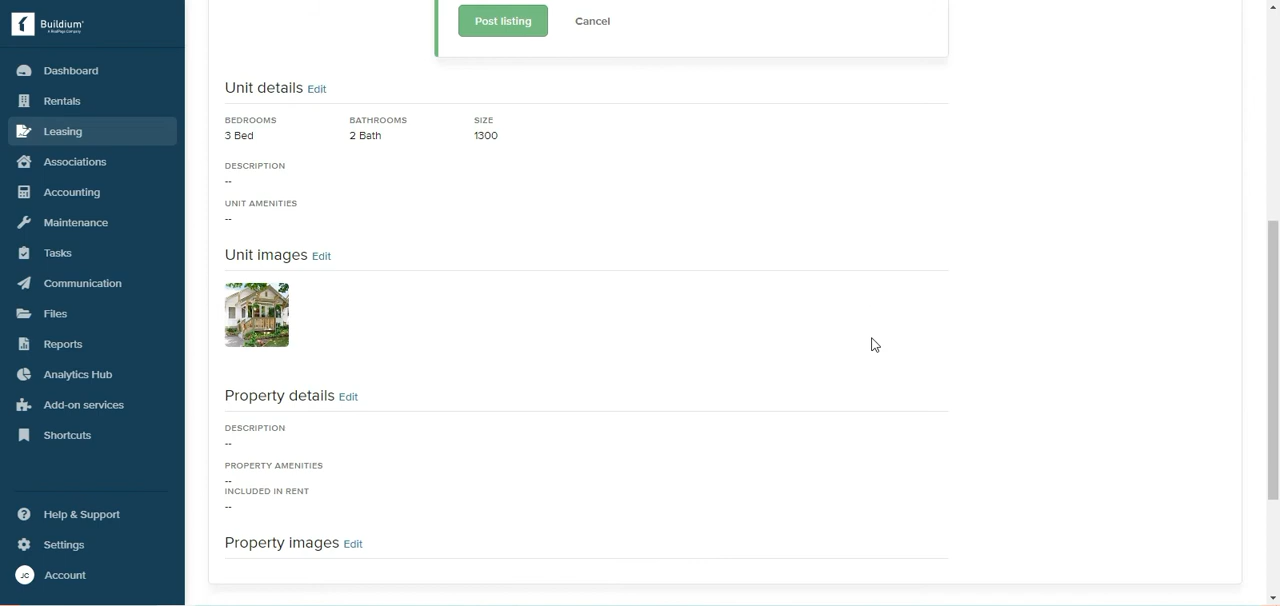 Buildium®
A RealPage Company
Dashboard
Rentals
Leasing
Associations
Accounting
Maintenance
Tasks
Communication
Files
Reports
Analytics Hub
Add-on services
Shortcuts
Help & Support
Settings
JC Account
Post listing Cancel
Unit details Edit
BEDROOMS BATHROOMS SIZE
3 Bed 2 Bath 1300
DESCRIPTION
--
UNIT AMENITIES
--
Unit images Edit
Property details Edit
DESCRIPTION
--
PROPERTY AMENITIES
--
INCLUDED IN RENT
--
Property images Edit